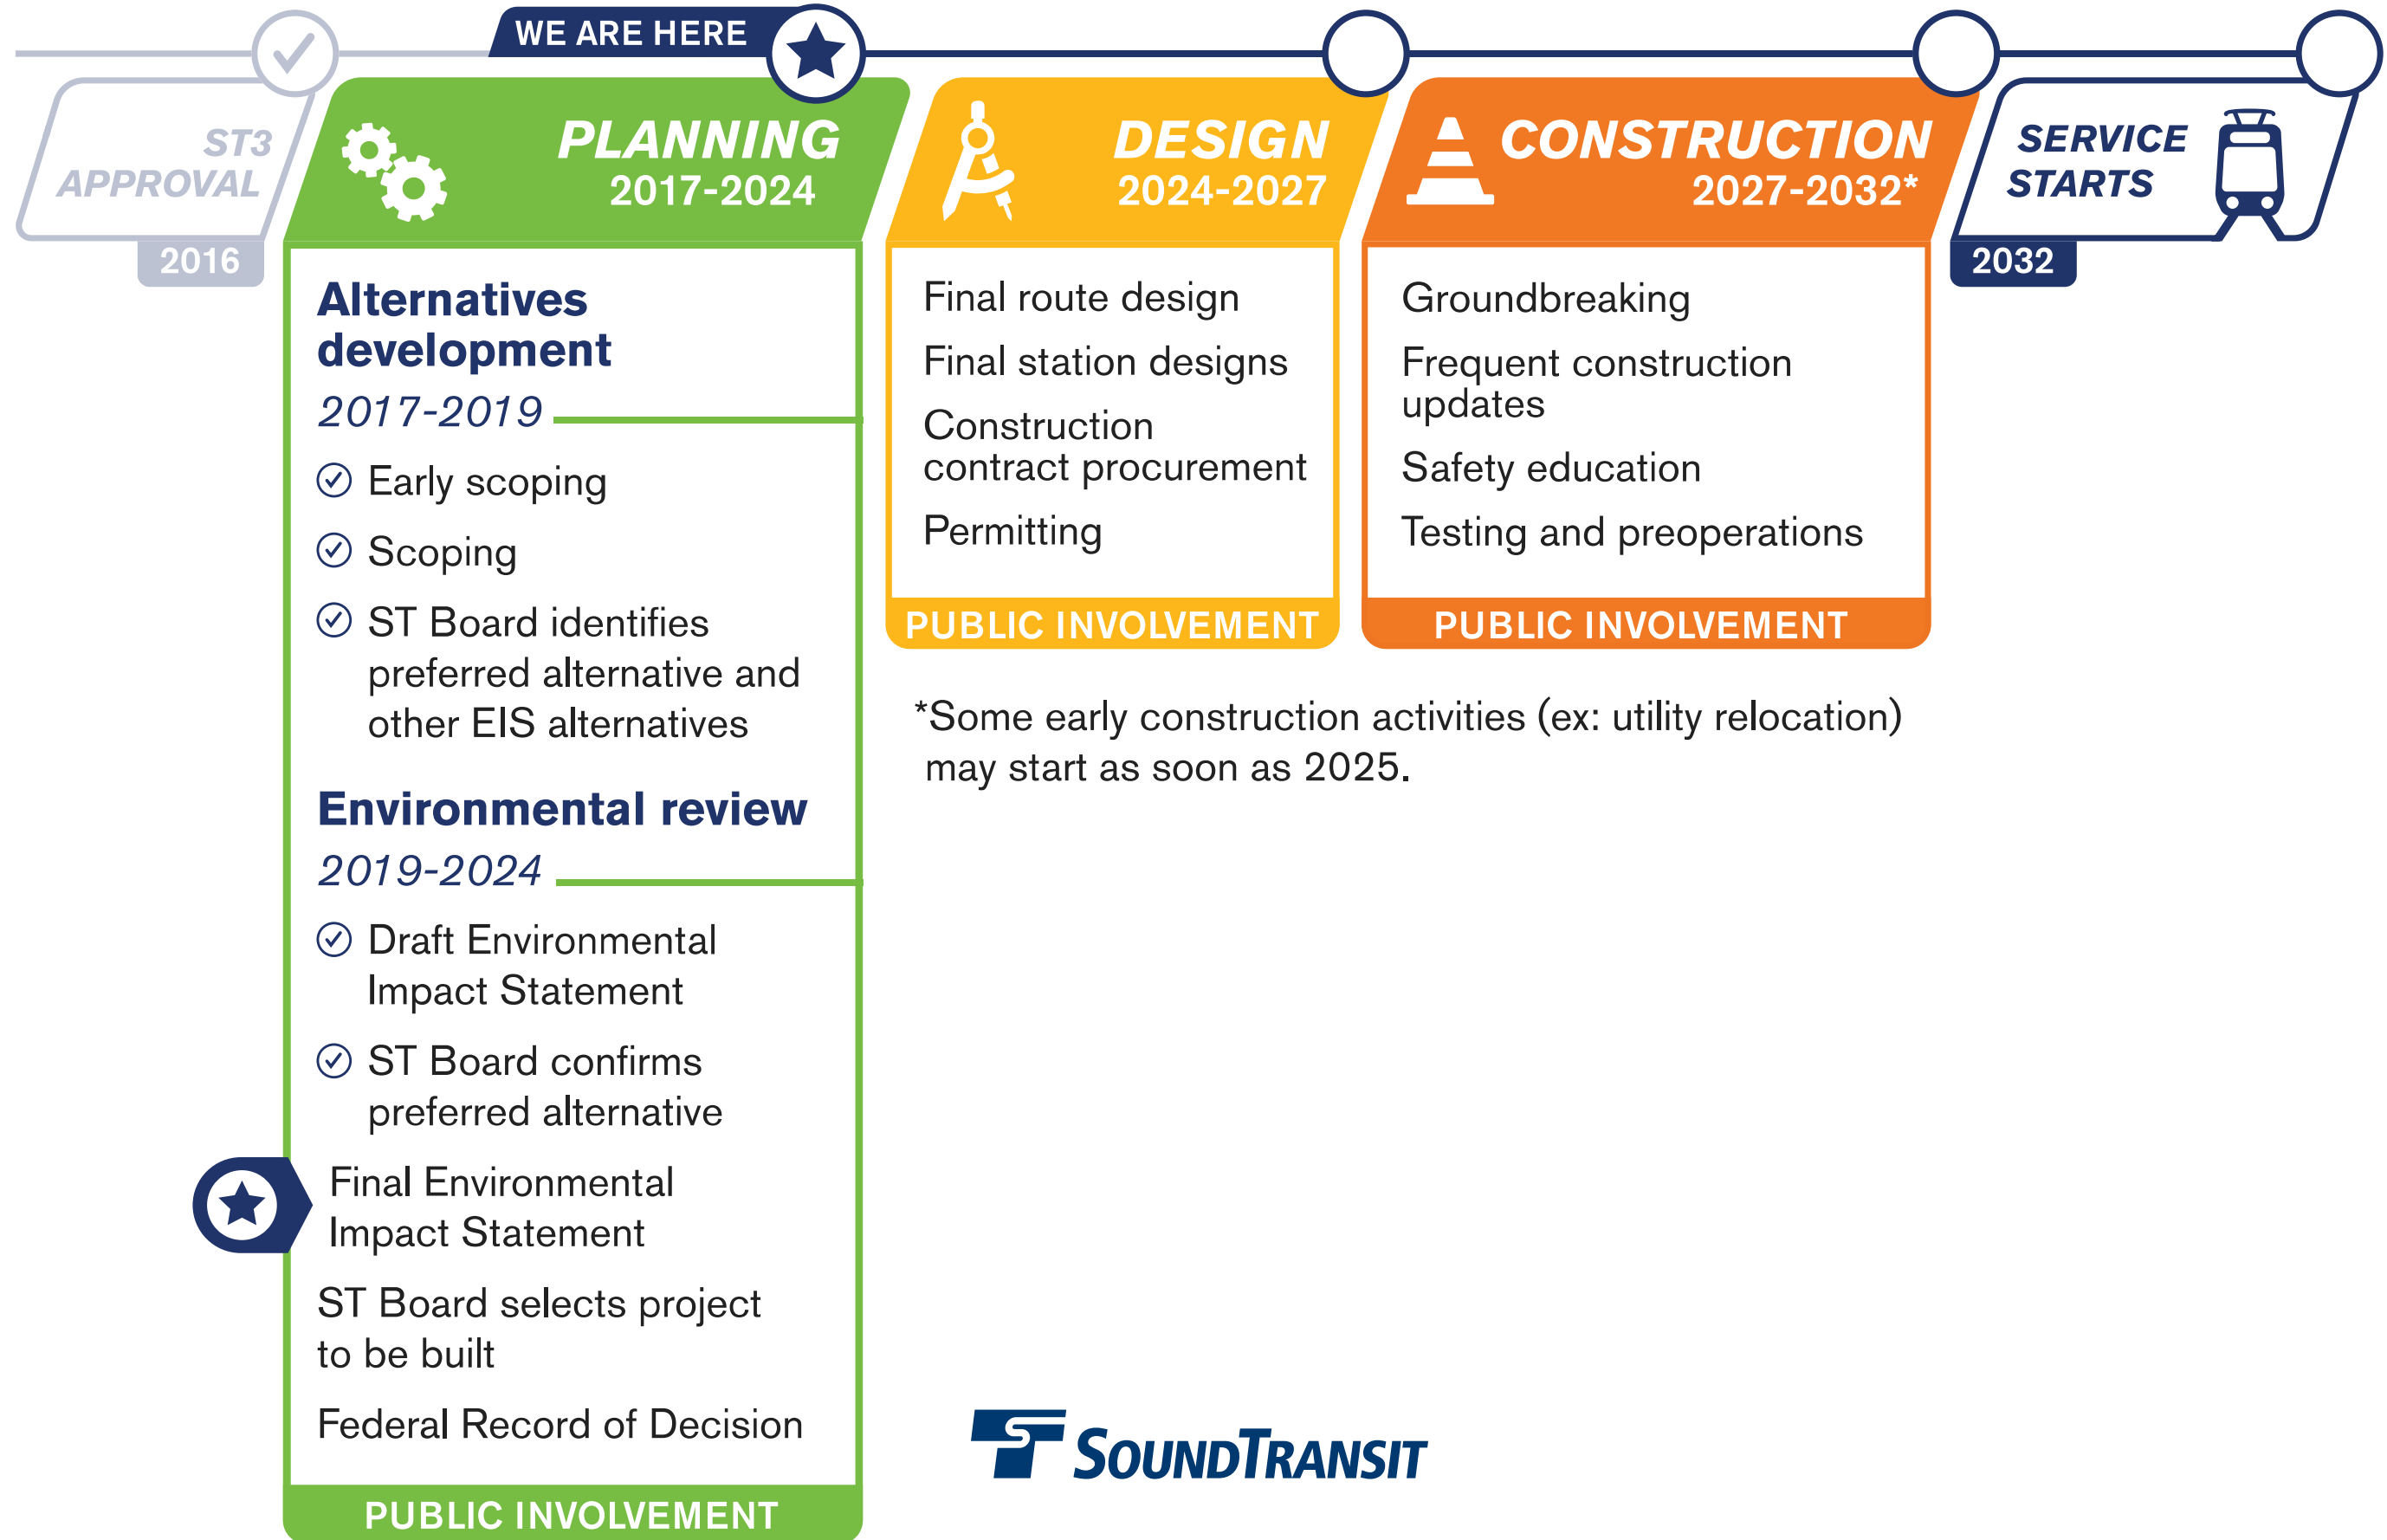 WE ARE HERE
ST3
APPROVAL
2016
PLANNING
2017-2024
Alternatives
development
2017-2019
Early scoping
Scoping
ST Board identifies
preferred alternative and
other EIS alternatives
Environmental review
2019-2024
Draft Environmental
Impact Statement
ST Board confirms
preferred alternative
Final Environmental
Impact Statement
ST Board selects project
to be built
Federal Record of Decision
PUBLIC INVOLVEMENT
DESIGN
2024-2027
Final route design
Final station designs
Construction
contract procurement
Permitting
PUBLIC INVOLVEMENT
CONSTRUCTION
2027-2032*
Groundbreaking
Frequent construction
updates
Safety education
Testing and preoperations
PUBLIC INVOLVEMENT
SERVICE
STARTS
2032
*Some early construction activities (ex: utility relocation)
may start as soon as 2025.
SOUNDTRANSIT